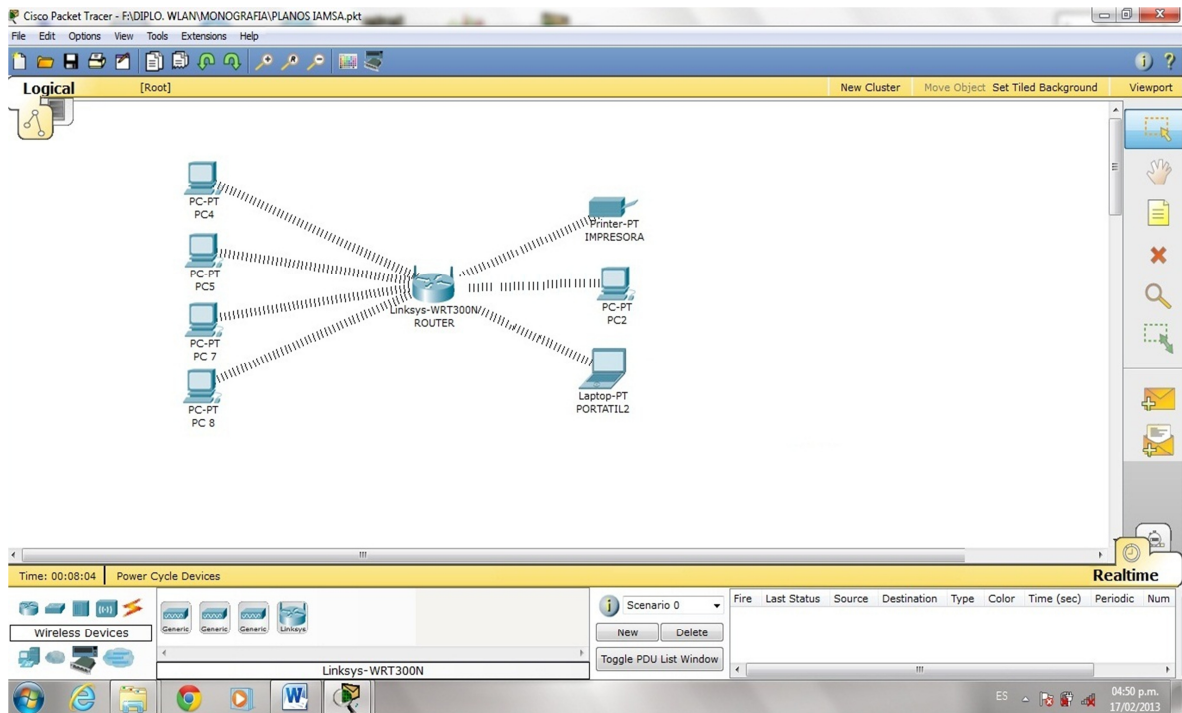 Cisco Packet Tracer - F:\DIPLO. WLAN\MONOGRAFIA\PLANOS IAMSA.pkt
File Edit Options View Tools Extensions Help
Logical [Root] New Cluster Move Object Set Tiled Background Viewport
PC-PT
PC4
PC-PT
PC5
PC-PT
PC 7
PC-PT
PC 8
Linksys-WRT300N
ROUTER
Printer-PT
IMPRESORA
PC-PT
PC2
Laptop-PT
PORTATIL2
Time: 00:08:04 Power Cycle Devices Realtime
Wireless Devices
Generic Generic Generic Linksys
Linksys-WRT300N
Scenario 0
New Delete
Toggle PDU List Window
Fire Last Status Source Destination Type Color Time (sec) Periodic Num
ES 04:50 p.m.
17/02/2013